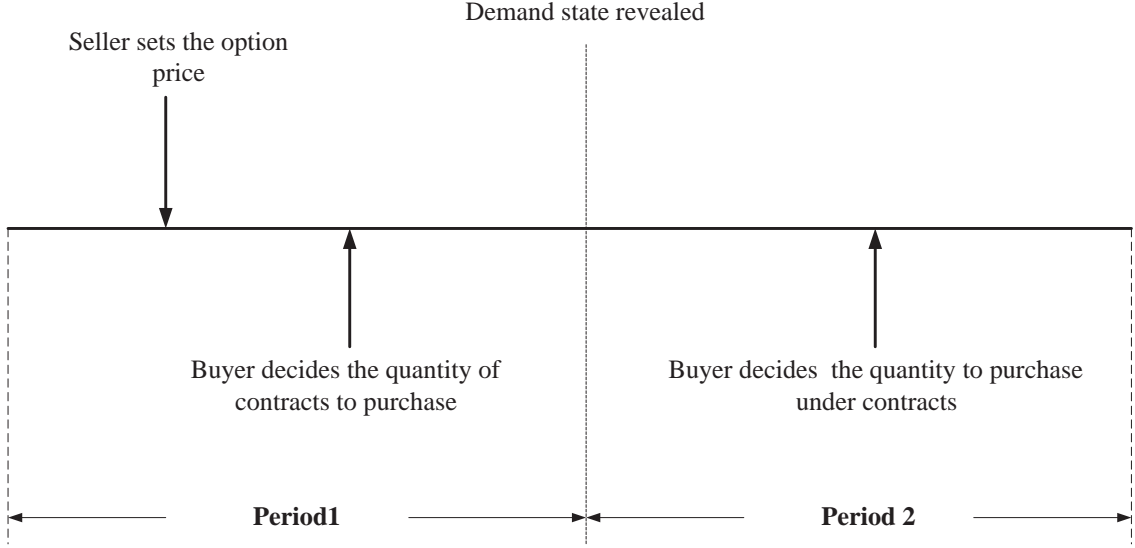 Demand state revealed
Seller sets the option
price
Buyer decides the quantity of
contracts to purchase
Buyer decides the quantity to purchase
under contracts
Period1
Period 2